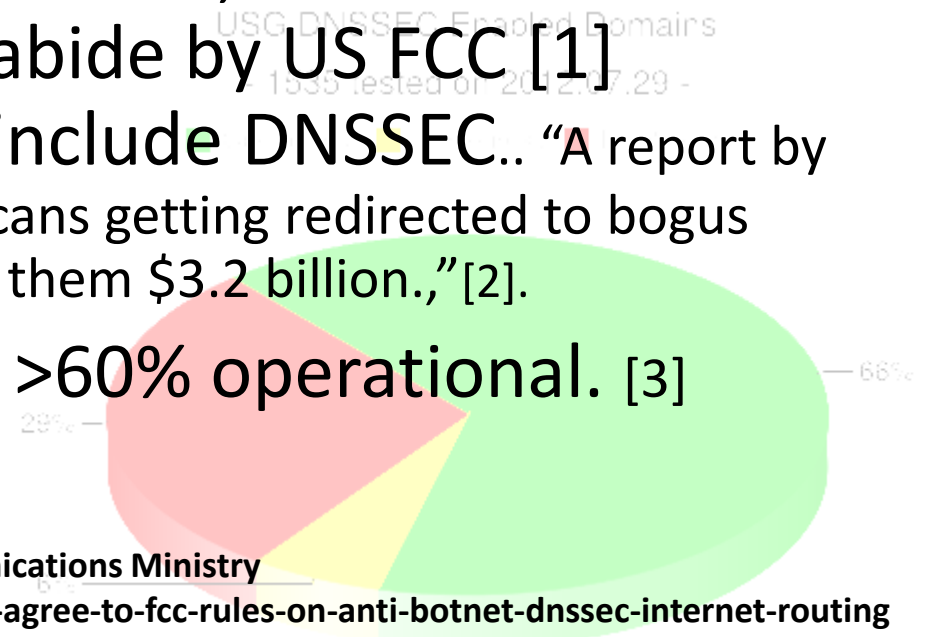 USG DNSSEC Enabled Domains
abide by US FCC [1]
- 1535 tested on 2012.07.29 -
include DNSSEC.. “A report by
cans getting redirected to bogus
them $3.2 billion.,”[2].
>60% operational. [3]
66%
28%
nications Ministry
-agree-to-fcc-rules-on-anti-botnet-dnssec-internet-routing